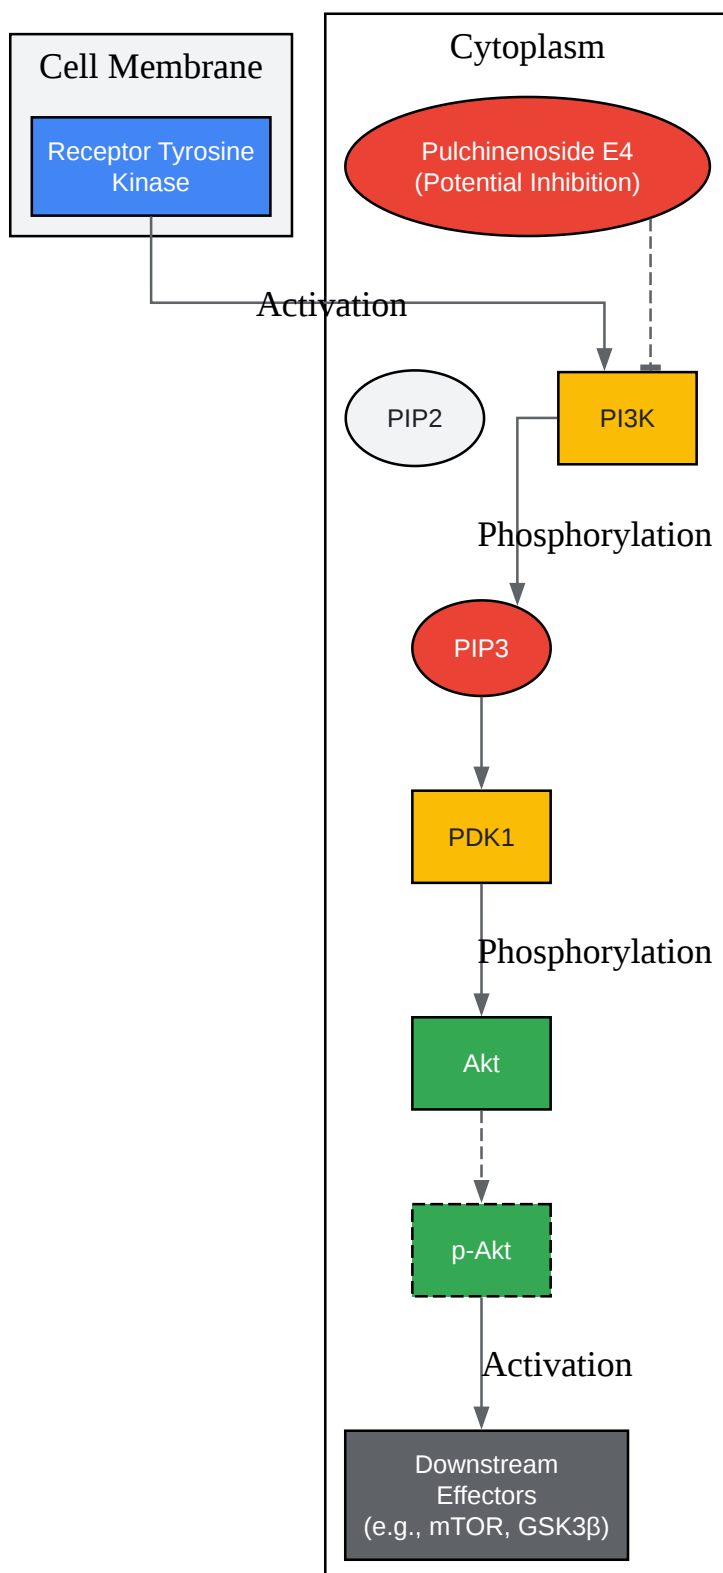 Cell Membrane
Receptor Tyrosine
Kinase
Cytoplasm
Pulchinenoside E4
(Potential Inhibition)
Activation
PIP2
PI3K
Phosphorylation
PIP3
PDK1
Phosphorylation
Akt
p-Akt
Activation
Downstream
Effectors
(e.g., mTOR, GSK3β)